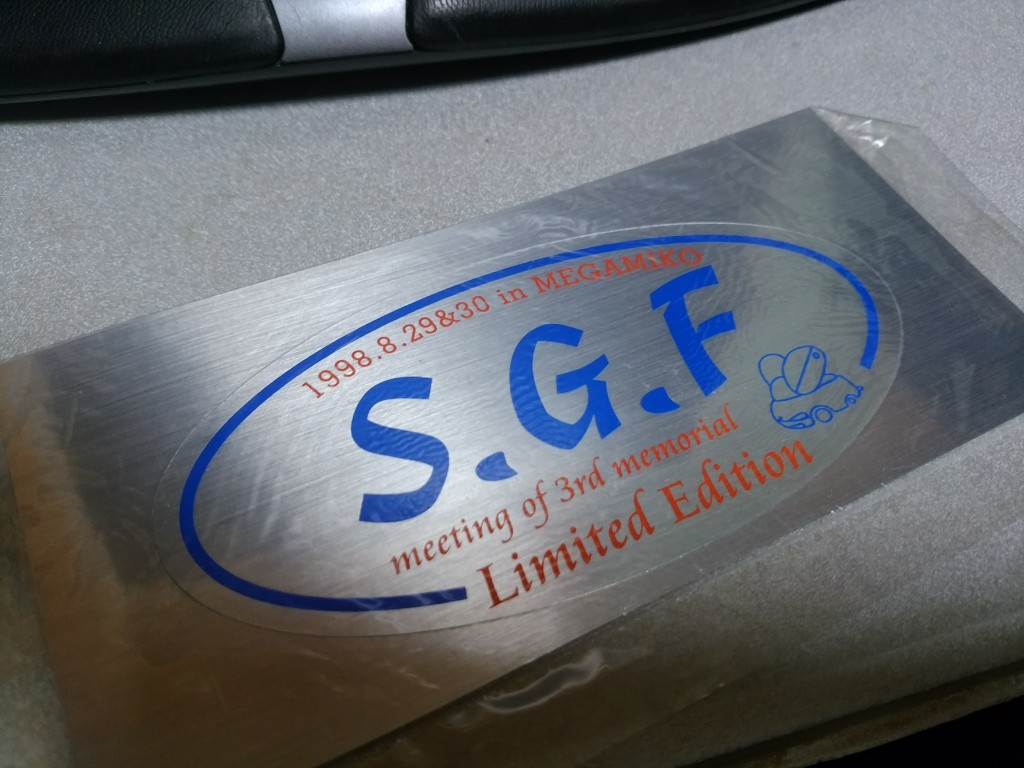 1998.8.29&30 in MEGAMIKO
S.G.F
meeting of 3rd memorial
Limited Edition